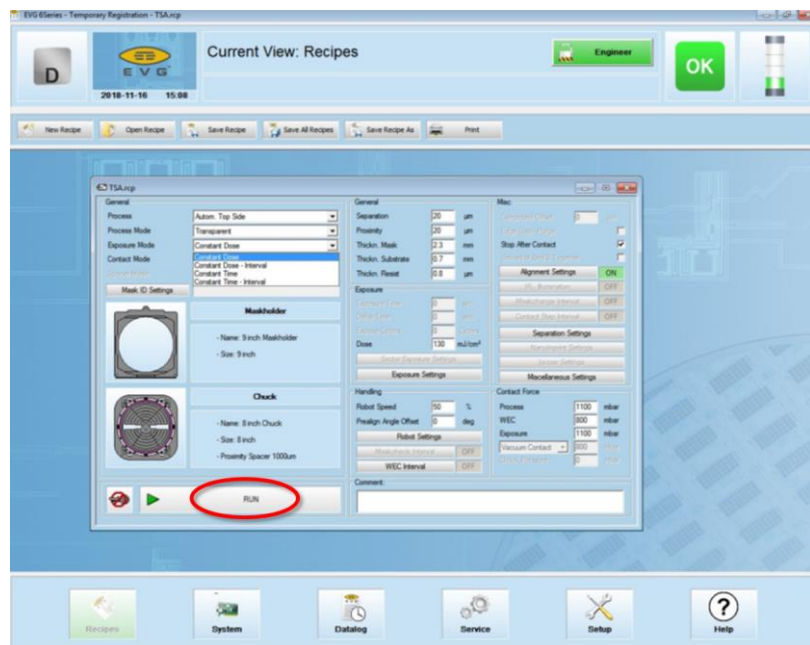 EVG 6Series - Temporary Registration - TSA.rcp
D
EVG
2018-11-16 15:08
Current View: Recipes
Engineer
OK
New Recipe
Open Recipe
Save Recipe
Save All Recipes
Save Recipe As
Print
TSA.rcp
General
Process
Autom. Top Side
Process Mode
Transparent
Exposure Mode
Constant Dose
Contact Mode
Constant Dose
Constant Dose - Interval
Constant Time
Constant Time - Interval
Mask ID Settings
Maskholder
- Name: 9 inch Maskholder
- Size: 9 inch
Chuck
- Name: 8 inch Chuck
- Size: 8 inch
- Proximity Spacer 1000um
RUN
General
Separation 20 µm
Proximity 20 µm
Thickn. Mask 2.3 mm
Thickn. Substrate 0.7 mm
Thickn. Resist 0.8 µm
Exposure
Dose 130 mJ/cm²
Exposure Settings
Handling
Robot Speed 50 %
Prealign Angle Offset 0 deg
Robot Settings
OFF
WEC Interval OFF
Comment:
Misc
Stop After Contact
Alignment Settings ON
OFF
OFF
OFF
Separation Settings
Miscellaneous Settings
Contact Force
Process 1100 mbar
WEC 800 mbar
Exposure 1100 mbar
Vacuum Contact 800
Recipes
System
Datalog
Service
Setup
?
Help